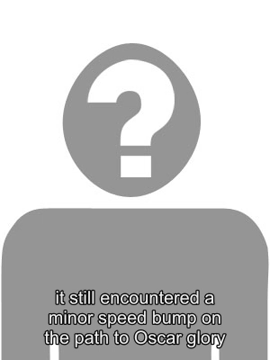 ?
it still encountered a
minor speed bump on
the path to Oscar glory